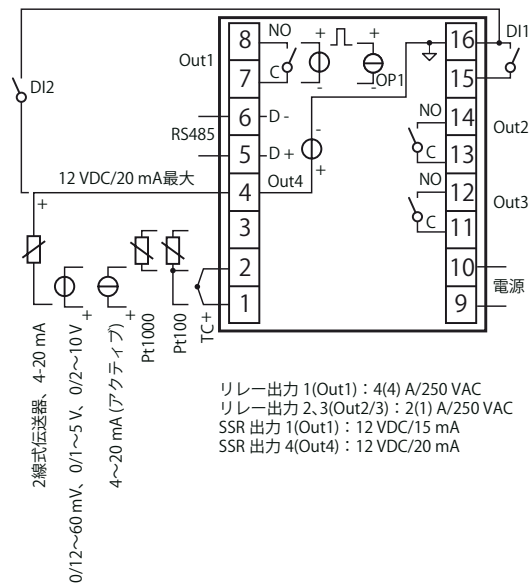 8
NO
+
+
16
DI1
Out1
7
C
-
OP1
-
15
DI2
6
D -
NO
14
RS485
Out2
5
D +
-
+
C
13
12 VDC/20 mA最大
4
Out4
NO
12
+
3
Out3
C
11
2
10
電源
1
9
+
+
2線式伝送器、4-20 mA
0/12~60 mV、0/1~5 V、0/2~10 V
4~20 mA (アクティブ)
Pt1000
Pt100
TC+
リレー出力 1(Out1):4(4) A/250 VAC
リレー出力 2、3(Out2/3):2(1) A/250 VAC
SSR 出力 1(Out1):12 VDC/15 mA
SSR 出力 4(Out4):12 VDC/20 mA